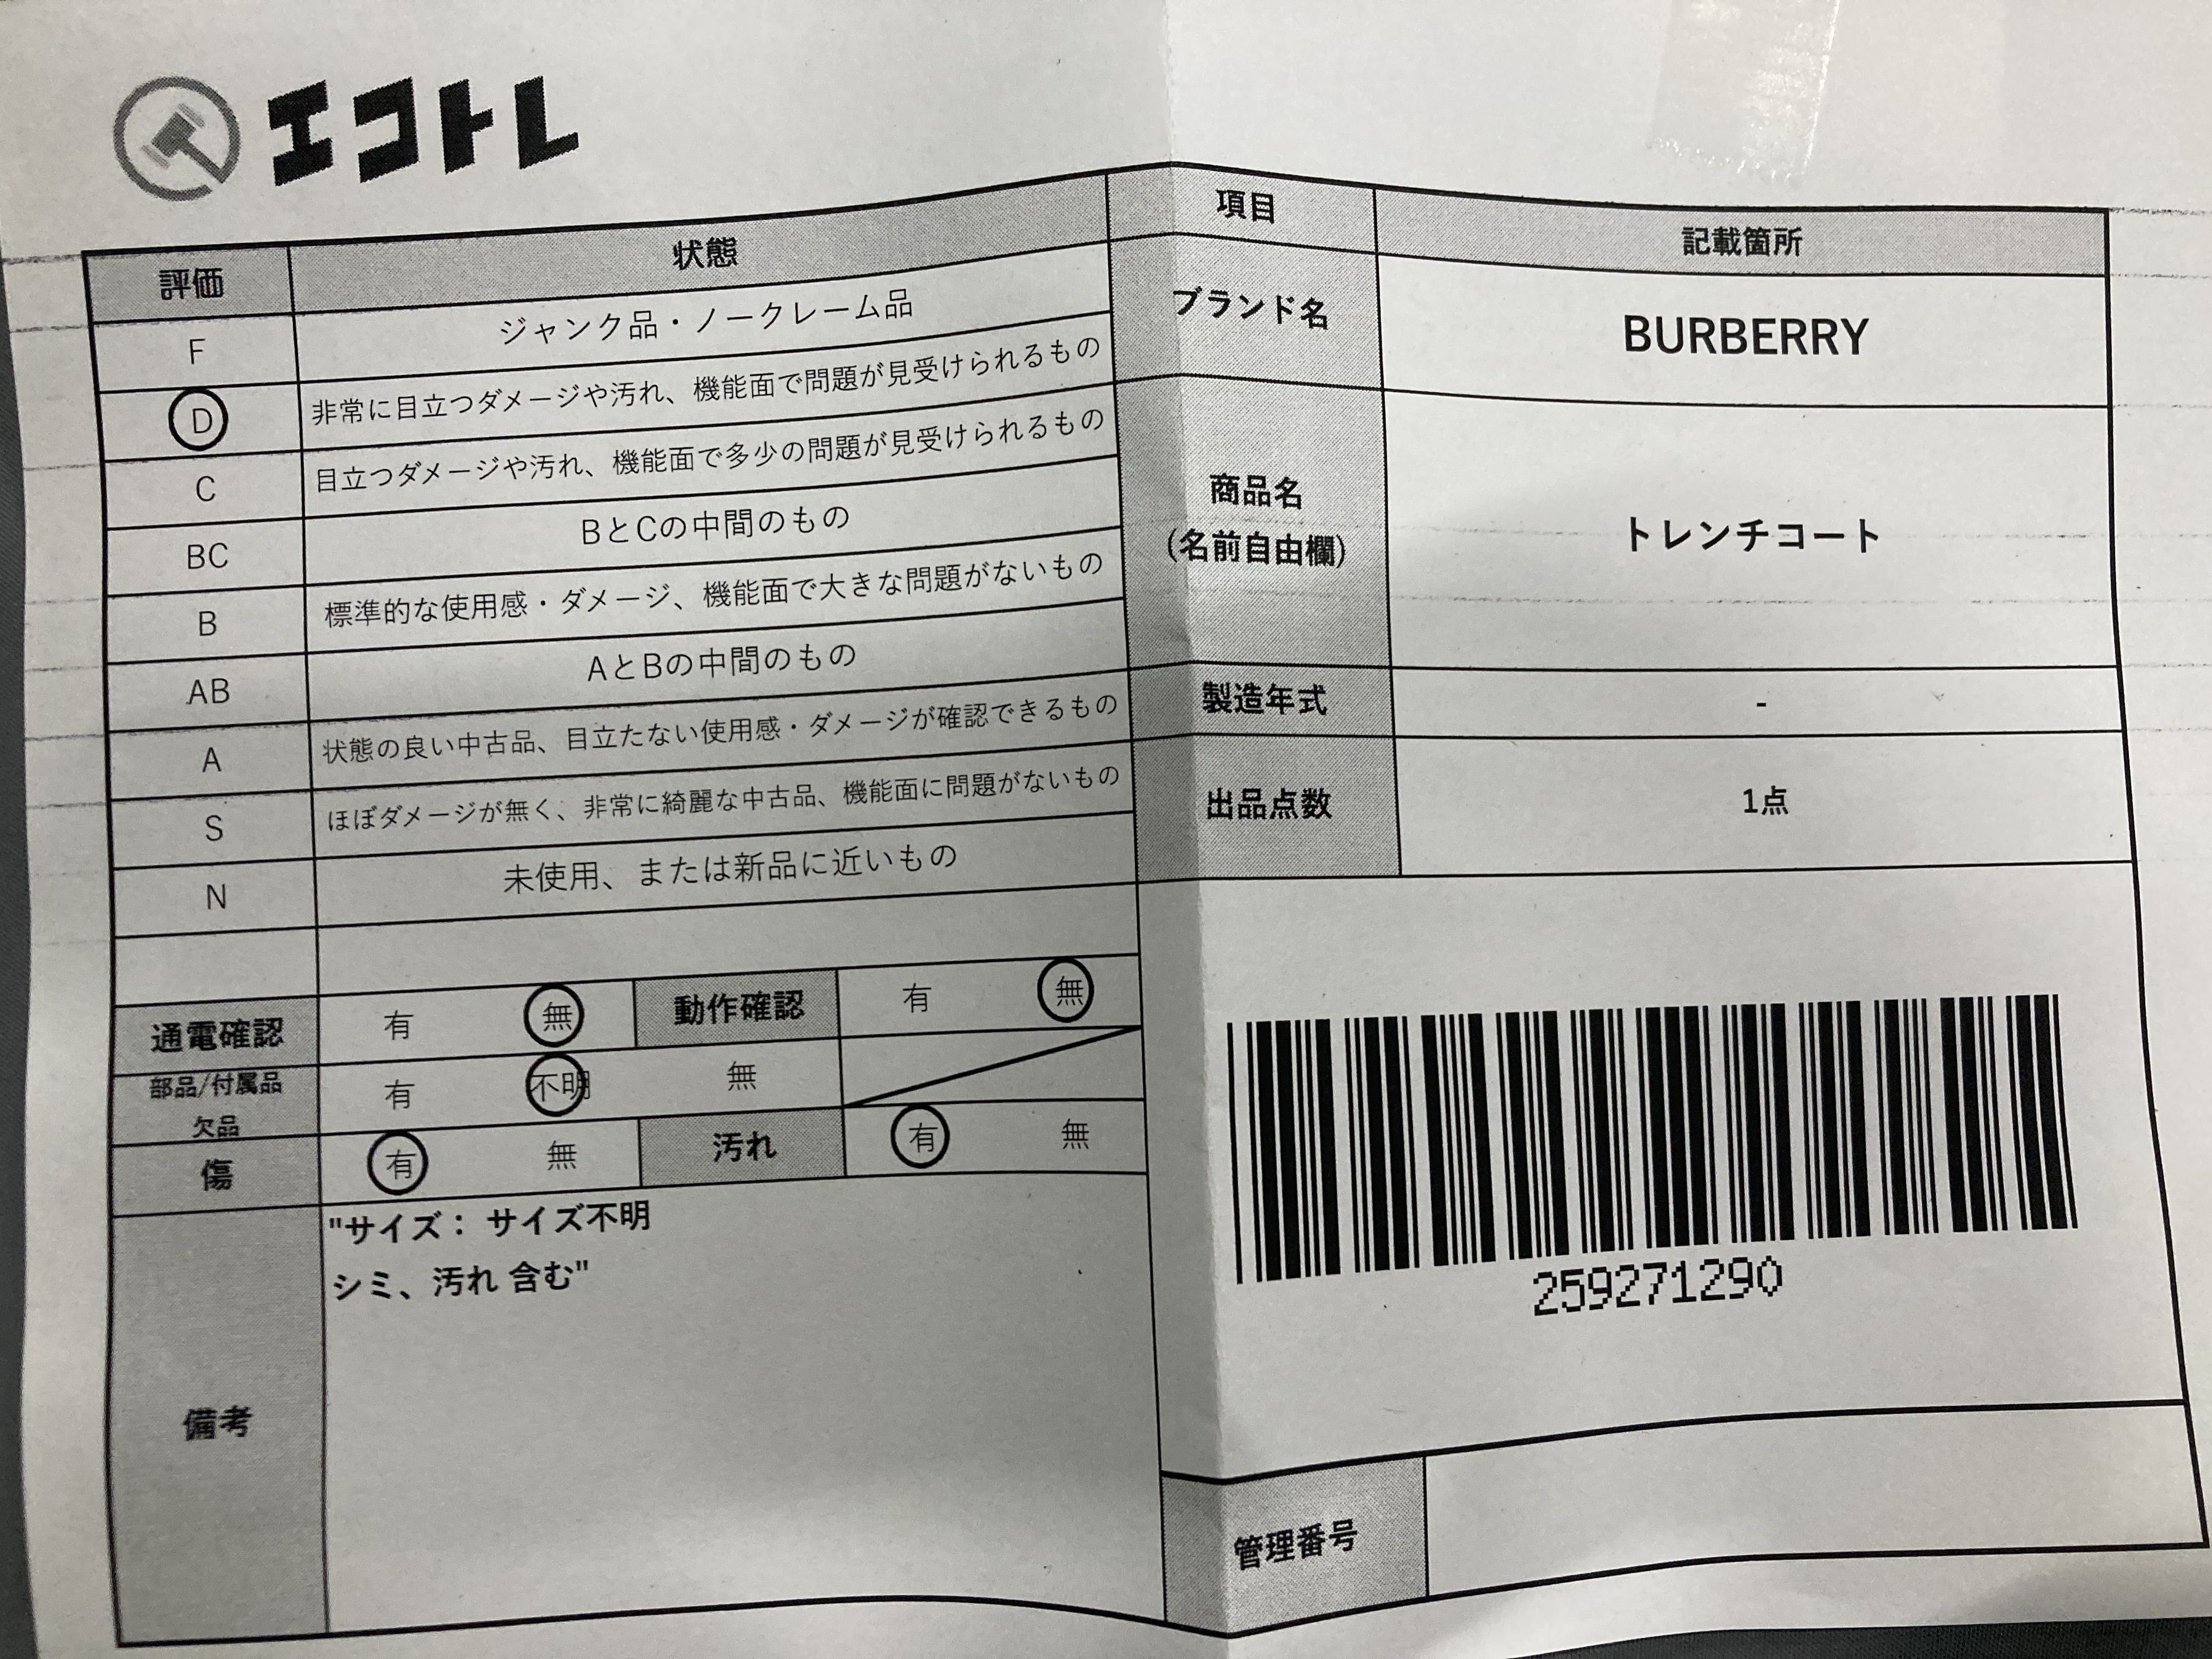 エコトレ
評価 状態
F ジャンク品・ノークレーム品
D 非常に目立つダメージや汚れ、機能面で問題が見受けられるもの
C 目立つダメージや汚れ、機能面で多少の問題が見受けられるもの
BC BとCの中間のもの
B 標準的な使用感・ダメージ、機能面で大きな問題がないもの
AB AとBの中間のもの
A 状態の良い中古品、目立たない使用感・ダメージが確認できるもの
S ほぼダメージが無く、非常に綺麗な中古品、機能面に問題がないもの
N 未使用、または新品に近いもの
通電確認 有 無 動作確認 有 無
部品/付属品
欠品
有 不明 無
傷 有 無 汚れ 有 無
備考
"サイズ： サイズ不明
シミ、汚れ 含む"
項目 記載箇所
ブランド名 BURBERRY
商品名
(名前自由欄)
トレンチコート
製造年式 -
出品点数 1点
259271290
管理番号